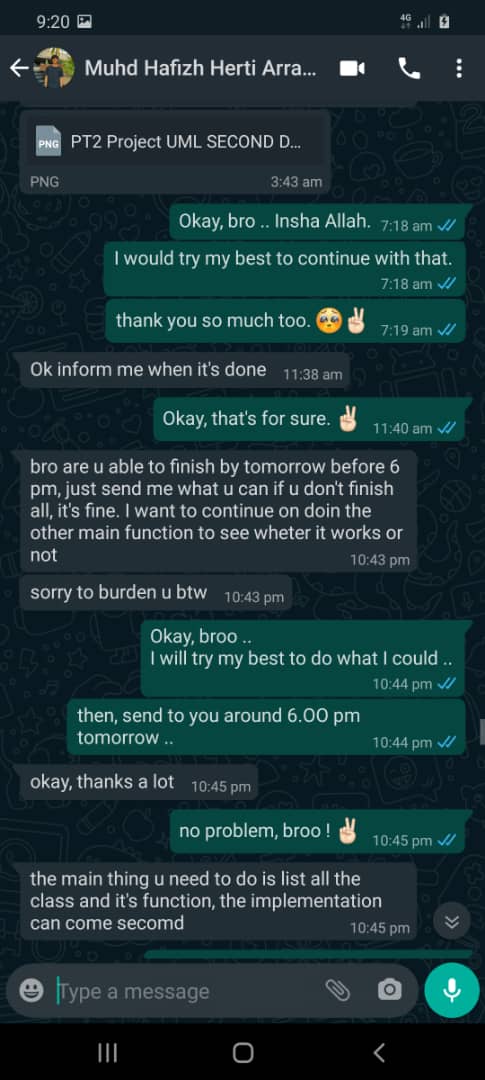 9:20
4G
Muhd Hafizh Herti Arra...
PNG
PT2 Project UML SECOND D...
PNG
3:43 am
Okay, bro .. Insha Allah. 7:18 am
I would try my best to continue with that.
7:18 am
thank you so much too. 🥺✌🏻 7:19 am
Ok inform me when it's done 11:38 am
Okay, that's for sure. ✌🏻 11:40 am
bro are u able to finish by tomorrow before 6
pm, just send me what u can if u don't finish
all, it's fine. I want to continue on doin the
other main function to see wheter it works or
not 10:43 pm
sorry to burden u btw 10:43 pm
Okay, broo ..
I will try my best to do what I could ..
10:44 pm
then, send to you around 6.OO pm
tomorrow .. 10:44 pm
okay, thanks a lot 10:45 pm
no problem, broo ! ✌🏻 10:45 pm
the main thing u need to do is list all the
class and it's function, the implementation
can come secomd 10:45 pm
Type a message